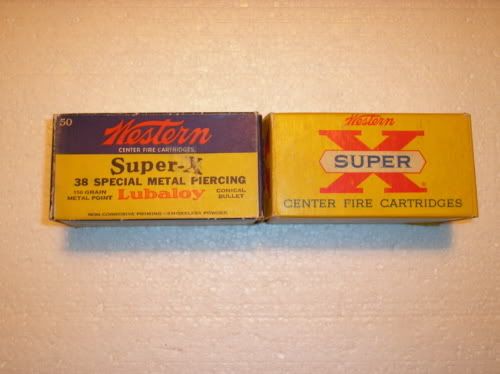 50
Western
CENTER FIRE CARTRIDGES
Super-X
38 SPECIAL METAL PIERCING
150 GRAIN
METAL POINT
Lubaloy
CONICAL
BULLET
NON-CORROSIVE PRIMING - SMOKELESS POWDER
Western
X
SUPER
®
CENTER FIRE CARTRIDGES